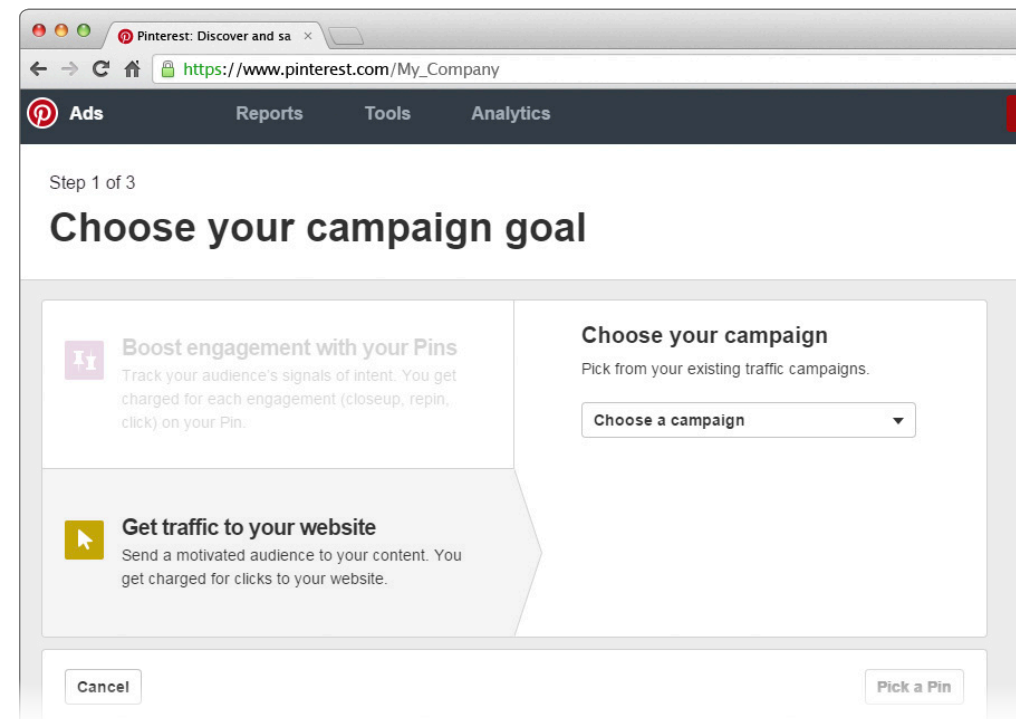 Pinterest: Discover and sa
https://www.pinterest.com/My_Company
Ads Reports Tools Analytics
Step 1 of 3
Choose your campaign goal
Boost engagement with your Pins
Track your audience's signals of intent. You get
charged for each engagement (closeup, repin,
click) on your Pin.
Get traffic to your website
Send a motivated audience to your content. You
get charged for clicks to your website.
Choose your campaign
Pick from your existing traffic campaigns.
Choose a campaign
Cancel
Pick a Pin